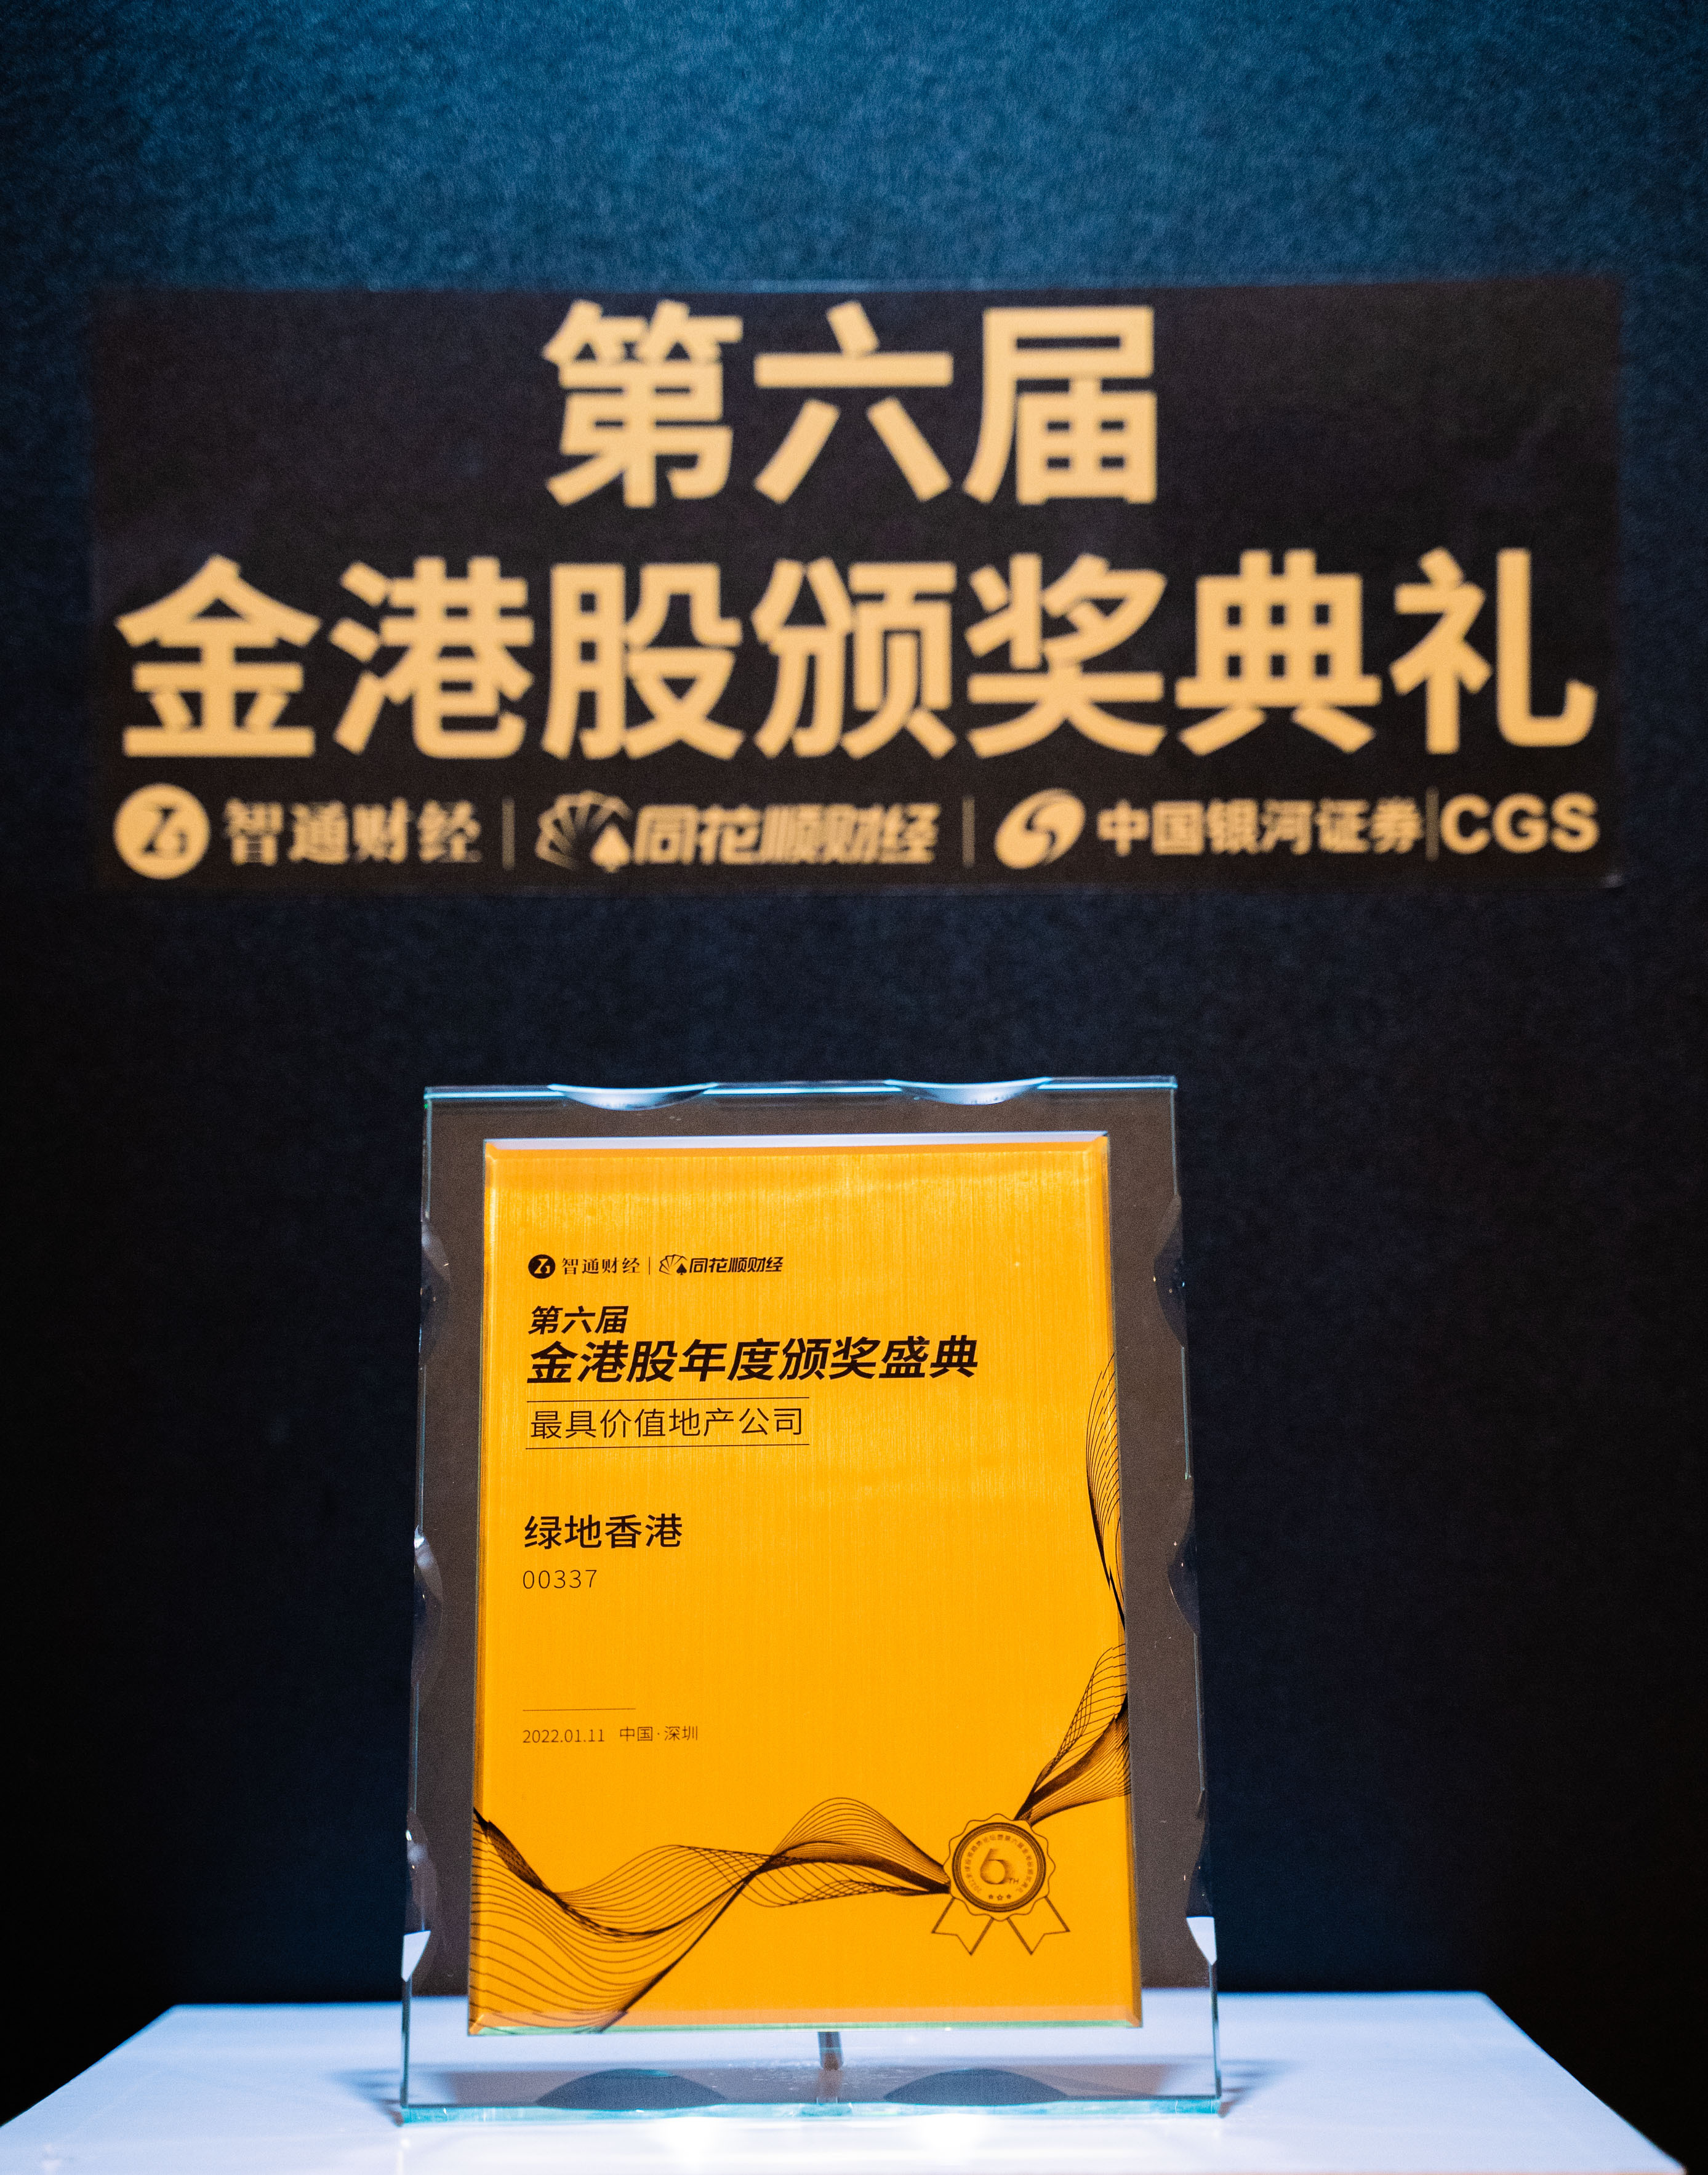 第六届
金港股颁奖典礼
智通财经 | 同花顺财经 | 中国银河证券|CGS
智通财经 | 同花顺财经
第六届
金港股年度颁奖盛典
最具价值地产公司
绿地香港
00337
2022.01.11 中国·深圳
6TH